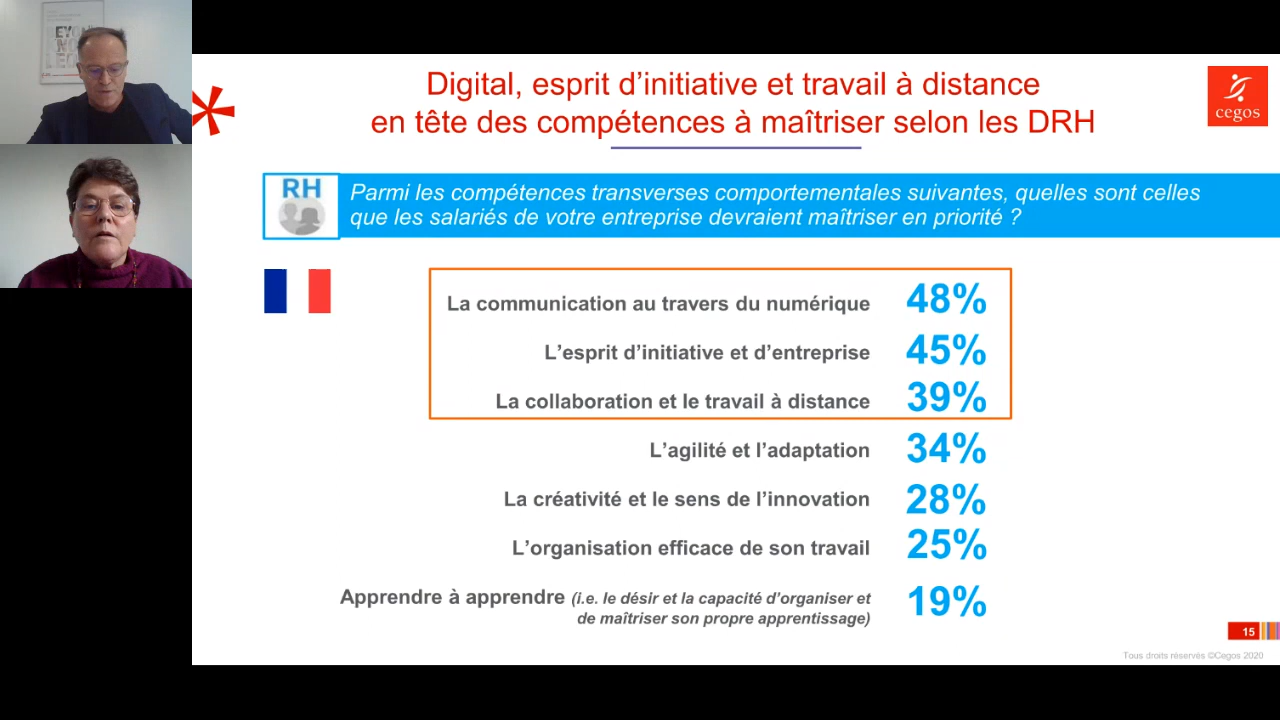 EYO
NO
LEO
Digital, esprit d’initiative et travail à distance
en tête des compétences à maîtriser selon les DRH
cegos
RH
Parmi les compétences transverses comportementales suivantes, quelles sont celles
que les salariés de votre entreprise devraient maîtriser en priorité ?
La communication au travers du numérique 48%
L’esprit d’initiative et d’entreprise 45%
La collaboration et le travail à distance 39%
L’agilité et l’adaptation 34%
La créativité et le sens de l’innovation 28%
L’organisation efficace de son travail 25%
Apprendre à apprendre (i.e. le désir et la capacité d’organiser et
de maîtriser son propre apprentissage) 19%
15
Tous droits réservés ©Cegos 2020